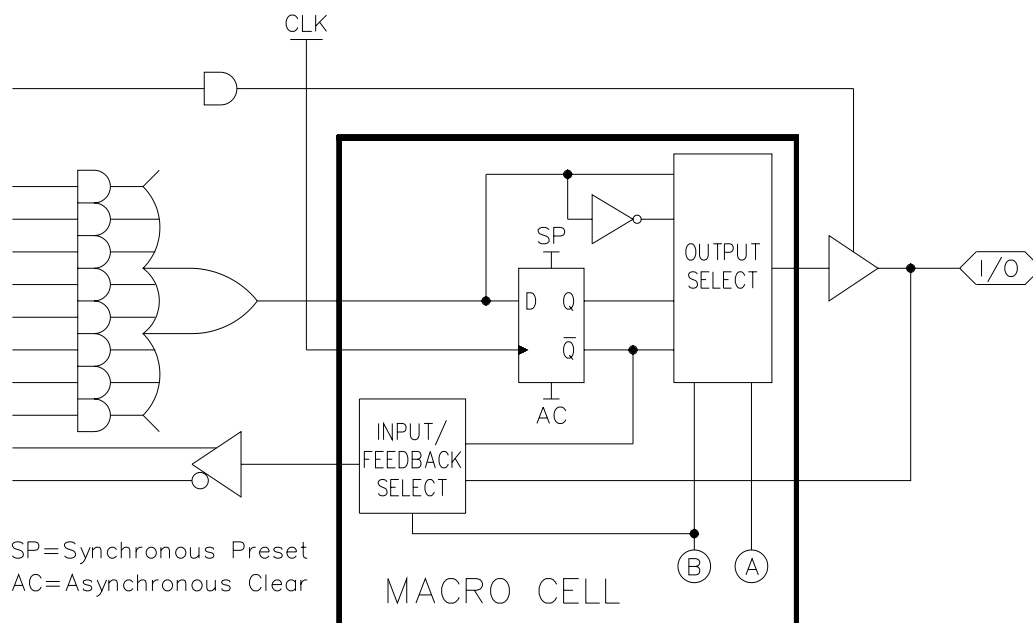 CLK
SP
OUTPUT
SELECT
I/O
D Q
Q̅
AC
INPUT/
FEEDBACK
SELECT
SP=Synchronous Preset
AC=Asynchronous Clear
B A
MACRO CELL